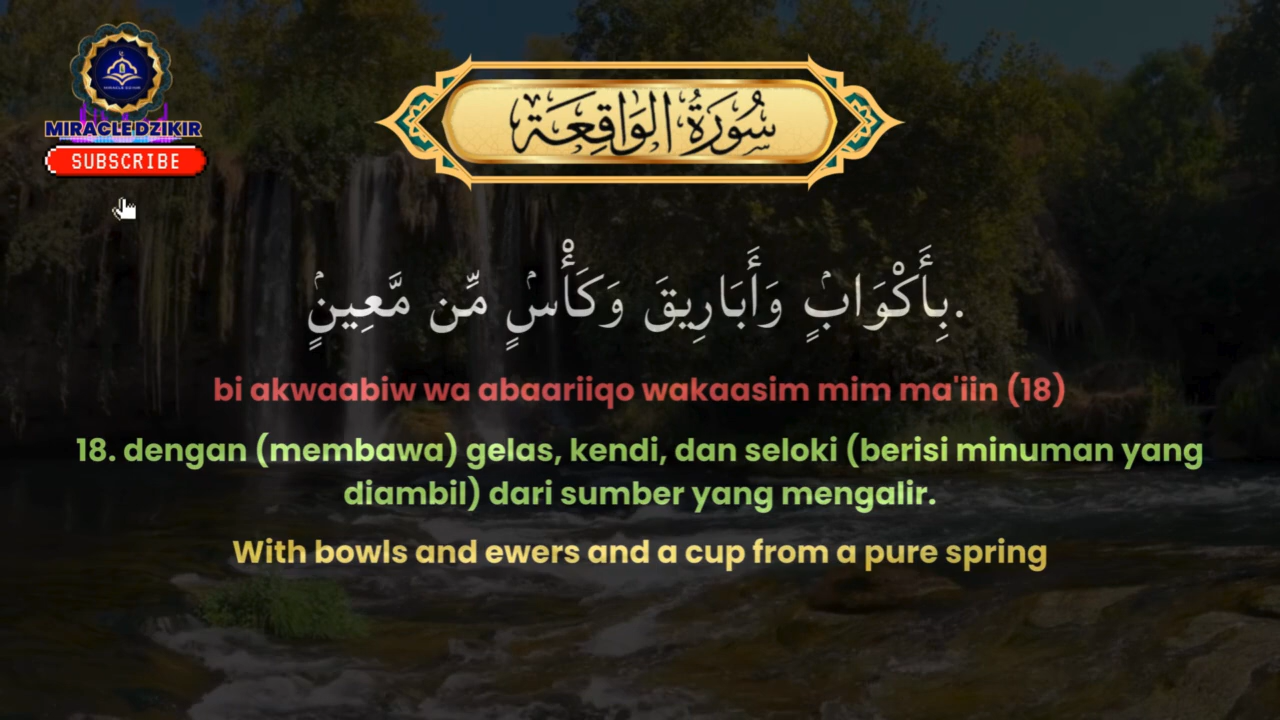 MIRACLE DZIKIR
MIRACLEDZIKIR
SUBSCRIBE
سُورَةُ الوَاقِعَة
بِأَكْوَابٍۢ وَأَبَارِيقَ وَكَأْسٍۢ مِّن مَّعِينٍۢ.
bi akwaabiw wa abaariiqo wakaasim mim ma'iin (18)
18. dengan (membawa) gelas, kendi, dan seloki (berisi minuman yang
diambil) dari sumber yang mengalir.
With bowls and ewers and a cup from a pure spring